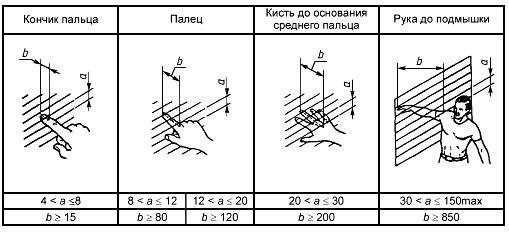 Кончик пальца
Палец
Кисть до основания
среднего пальца
Рука до подмышки
b
a
b
a
b
a
b
a
4 < a ≤8
8 < a ≤ 12
12 < a ≤ 20
20 < a ≤ 30
30 < a ≤ 150max
b ≥ 15
b ≥ 80
b ≥ 120
b ≥ 200
b ≥ 850